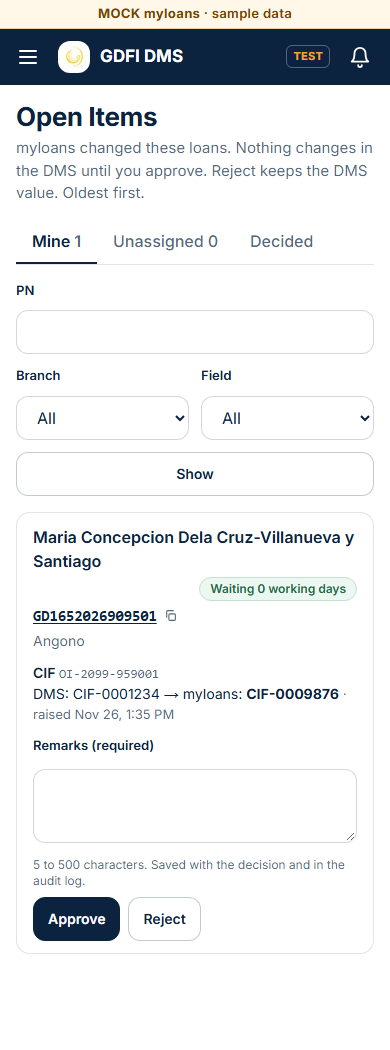 MOCK myloans · sample data
GDFI DMS
TEST
Open Items
myloans changed these loans. Nothing changes in
the DMS until you approve. Reject keeps the DMS
value. Oldest first.
Mine 1 Unassigned 0 Decided
PN
Branch Field
All All
Show
Maria Concepcion Dela Cruz-Villanueva y
Santiago
Waiting 0 working days
GD1652026909501
Angono
CIF OI-2099-959001
DMS: CIF-0001234 → myloans: CIF-0009876 ·
raised Nov 26, 1:35 PM
Remarks (required)
5 to 500 characters. Saved with the decision and in the
audit log.
Approve Reject